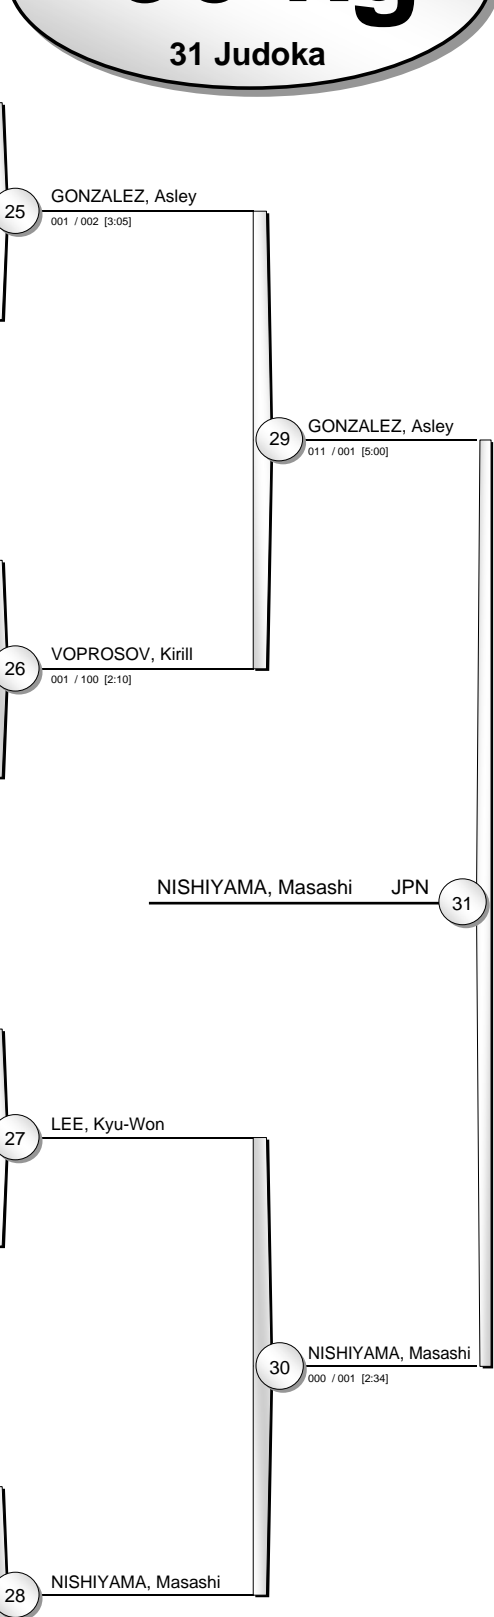 31 Judoka
25
GONZALEZ, Asley
001 / 002 [3:05]
29
GONZALEZ, Asley
011 / 001 [5:00]
26
VOPROSOV, Kirill
001 / 100 [2:10]
NISHIYAMA, Masashi JPN
31
27
LEE, Kyu-Won
30
NISHIYAMA, Masashi
000 / 001 [2:34]
28
NISHIYAMA, Masashi